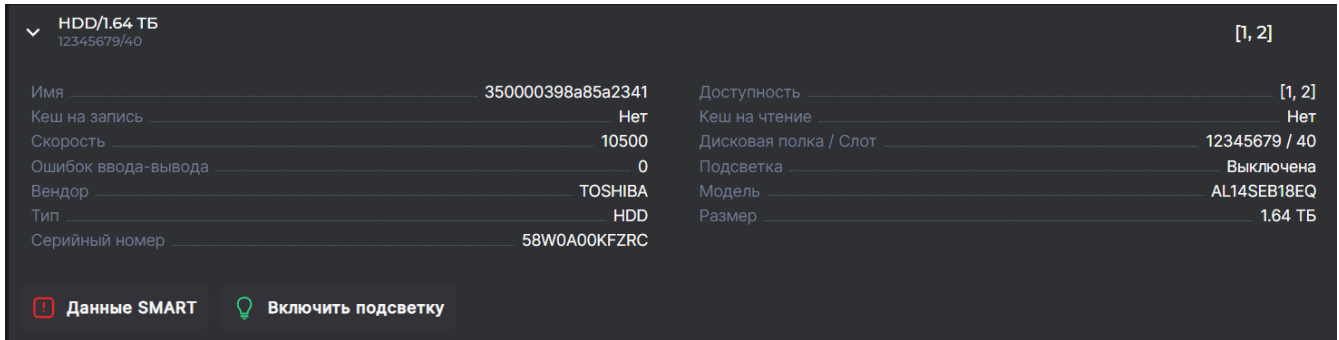 HDD/1.64 ТБ
12345679/40
[1, 2]
Имя 350000398a85a2341
Кеш на запись Нет
Скорость 10500
Ошибок ввода-вывода 0
Вендор TOSHIBA
Тип HDD
Серийный номер 58W0A00KFZRC
Доступность [1, 2]
Кеш на чтение Нет
Дисковая полка / Слот 12345679 / 40
Подсветка Выключена
Модель AL14SEB18EQ
Размер 1.64 ТБ
Данные SMART
Включить подсветку